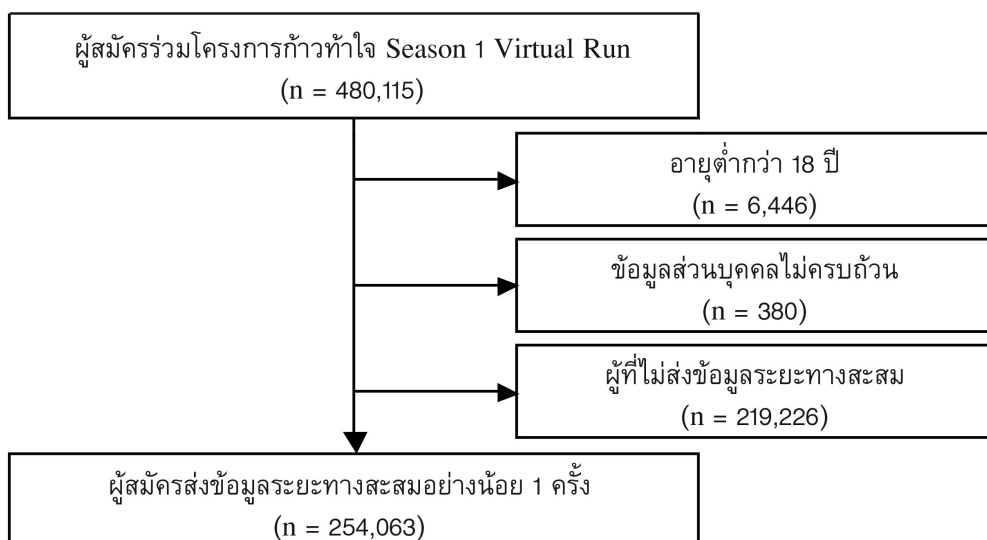 ผู้สมัครร่วมโครงการก้าวท้าใจ Season 1 Virtual Run
(n = 480,115)
อายุต่ำกว่า 18 ปี
(n = 6,446)
ข้อมูลส่วนบุคคลไม่ครบถ้วน
(n = 380)
ผู้ที่ไม่ส่งข้อมูลระยะทางสะสม
(n = 219,226)
ผู้สมัครส่งข้อมูลระยะทางสะสมอย่างน้อย 1 ครั้ง
(n = 254,063)